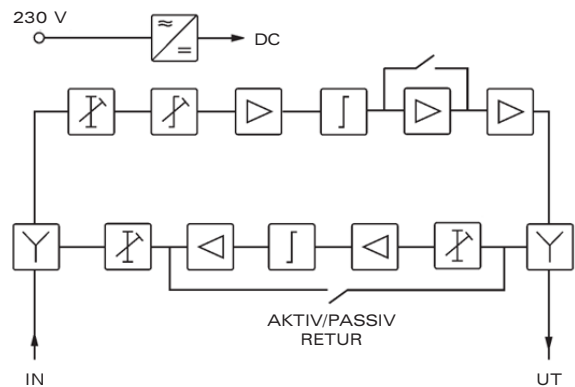 230 V
DC
AKTIV/PASSIV
RETUR
IN
UT